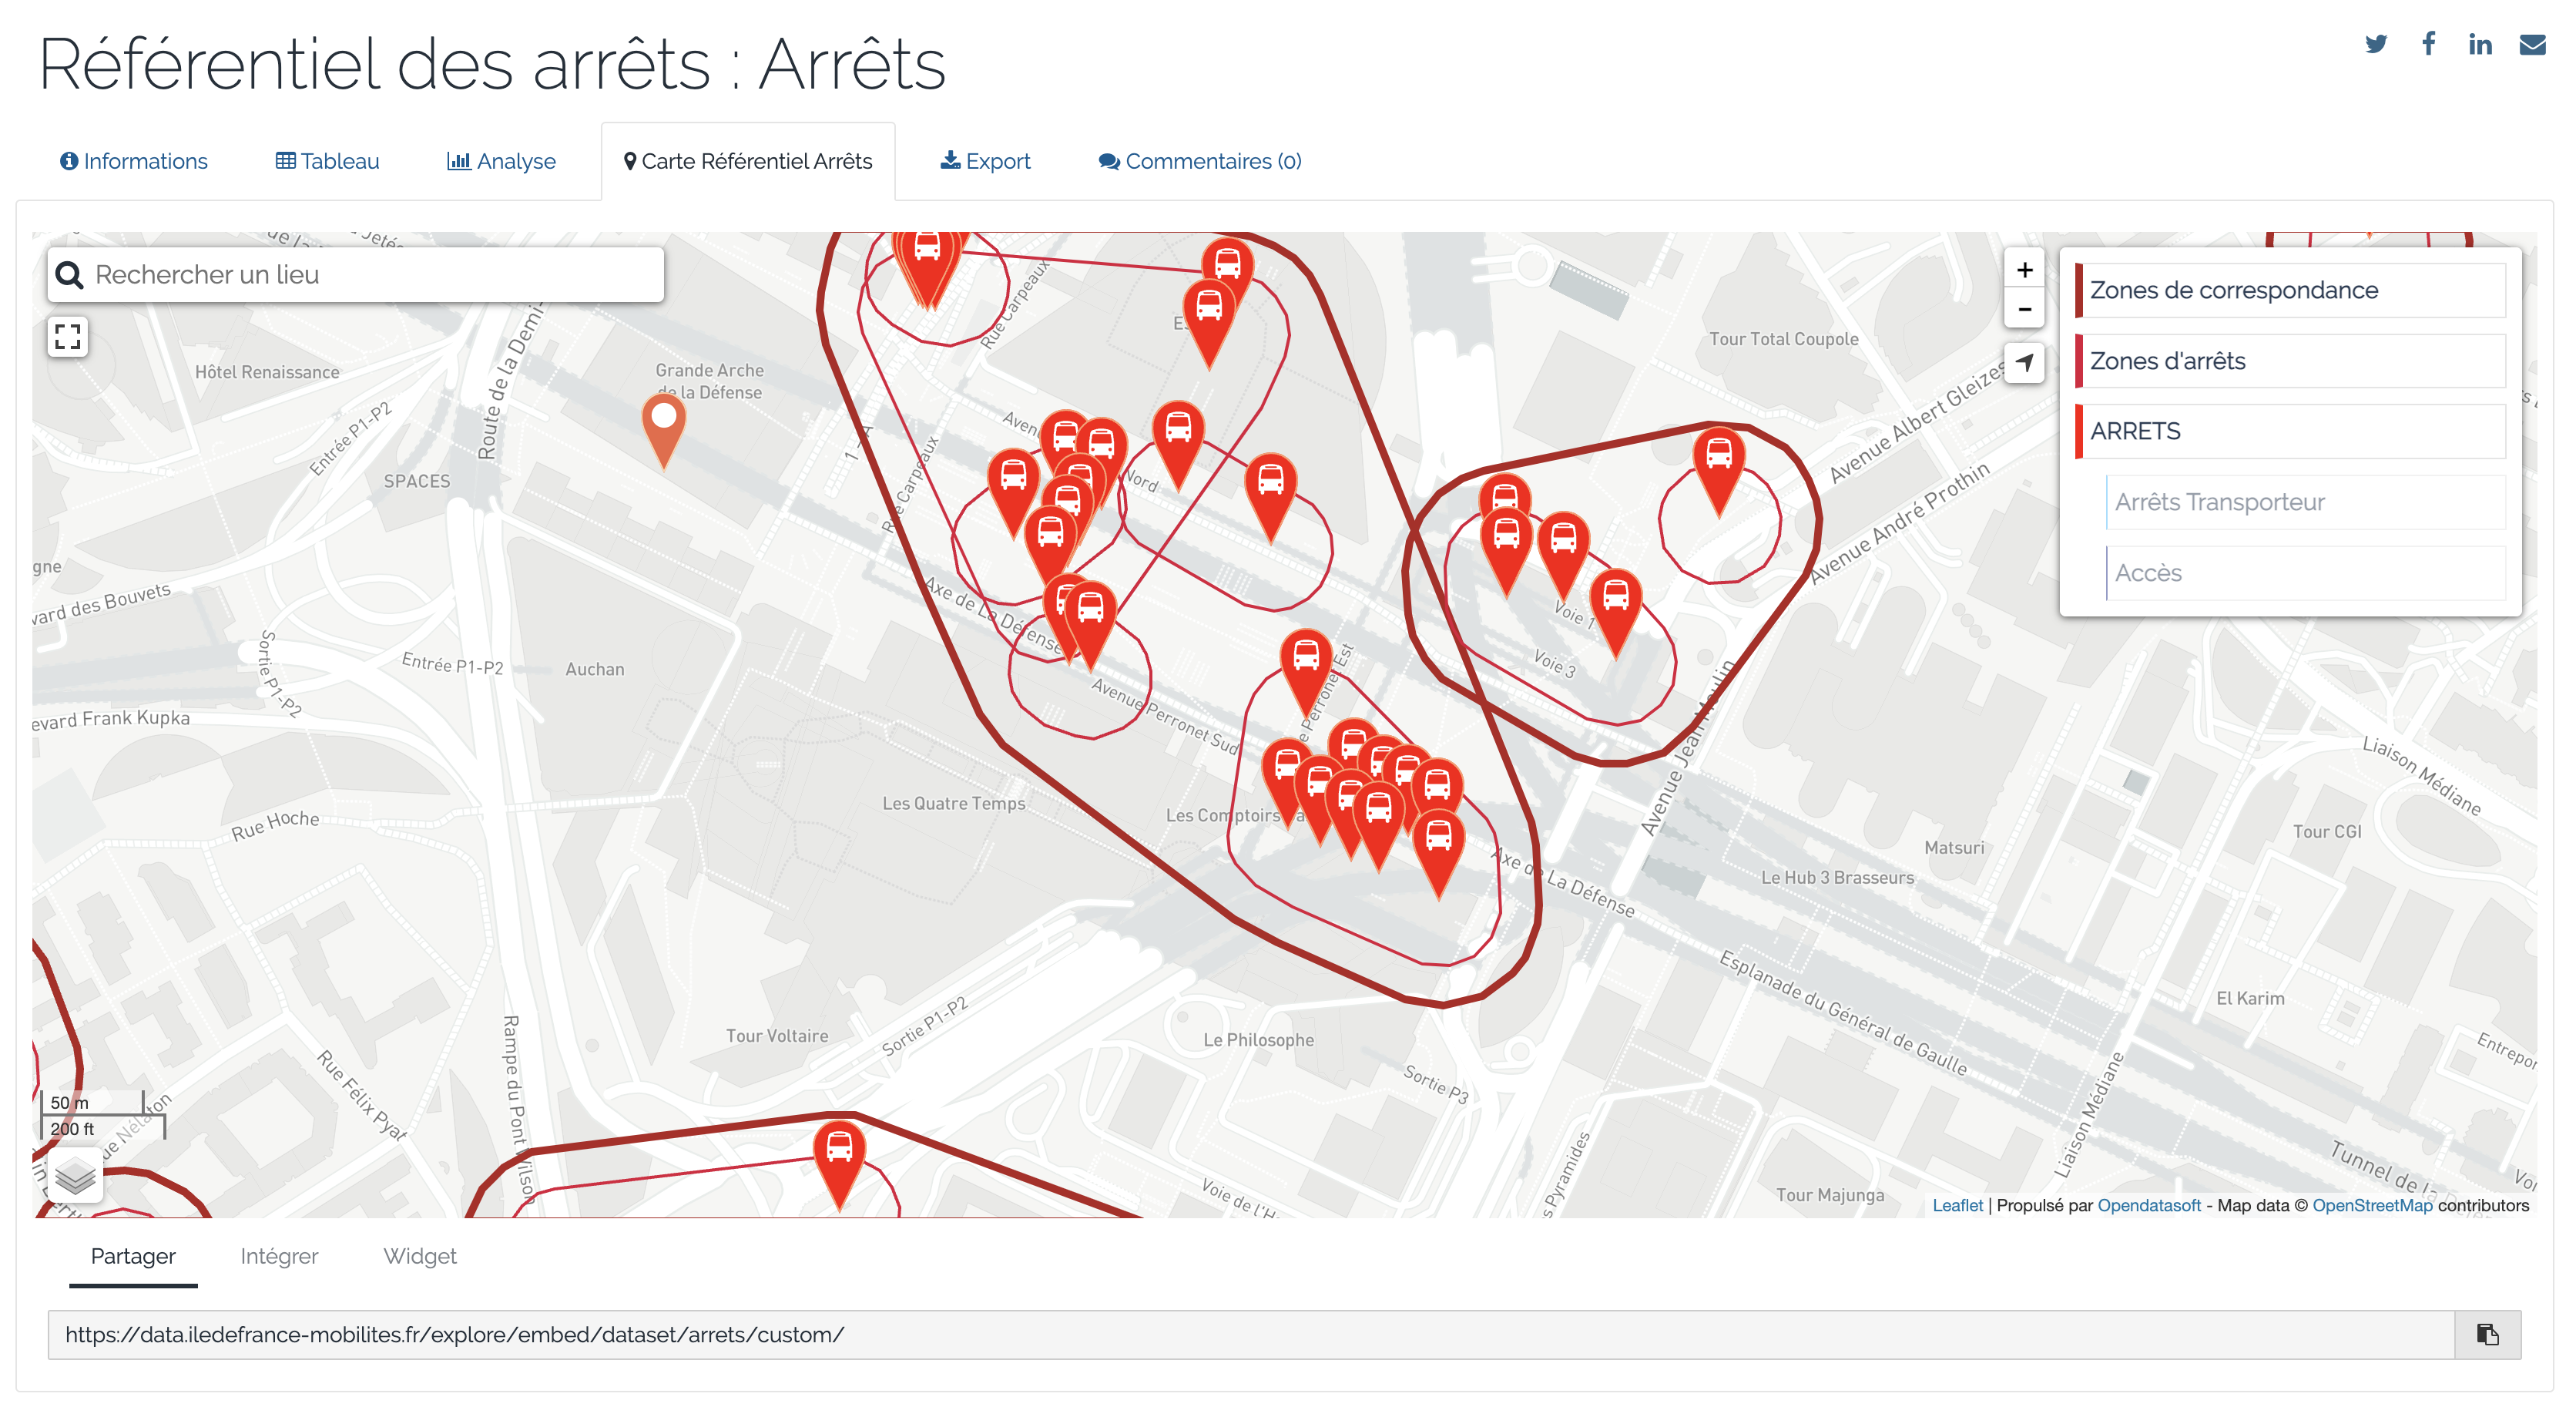 Référentiel des arrêts : Arrêts
Informations
Tableau
Analyse
Carte Référentiel Arrêts
Export
Commentaires (0)
Rechercher un lieu
+
-
Zones de correspondance
Zones d'arrêts
ARRETS
Arrêts Transporteur
Accès
Rue Carpeaux
Tour Total Coupole
Hôtel Renaissance
Grande Arche
de la Défense
Route de la Demi-
Entrée P1-P2
SPACES
Rue Carpeaux
Nord
Avenue Albert Gleizes
Avenue André Prothin
Voie 1
Voie 3
gne
vard des Bouvets
Sortie P1-P2
Entrée P1-P2
Auchan
Axe de La Défense
Avenue Perronet Sud
e Perronet Est
evard Frank Kupka
Avenue Jean Moulin
Liaison Médiane
Les Quatre Temps
Les Comptoirs
Rue Hoche
Tour CGI
Matsuri
Le Hub 3 Brasseurs
Axe de La Défense
Esplanade du Général de Gaulle
El Karim
Tour Voltaire
Sortie P1-P2
Le Philosophe
Sortie P3
Entrepo
Rue Félix Pyat
Rampe du Pont Wilson
ue Nélaton
50 m
200 ft
Liaison Médiane
s Pyramides
Voie de l'H
Tour Majunga
Tunnel de la
Leaflet | Propulsé par Opendatasoft - Map data © OpenStreetMap contributors
Partager
Intégrer
Widget
https://data.iledefrance-mobilites.fr/explore/embed/dataset/arrets/custom/